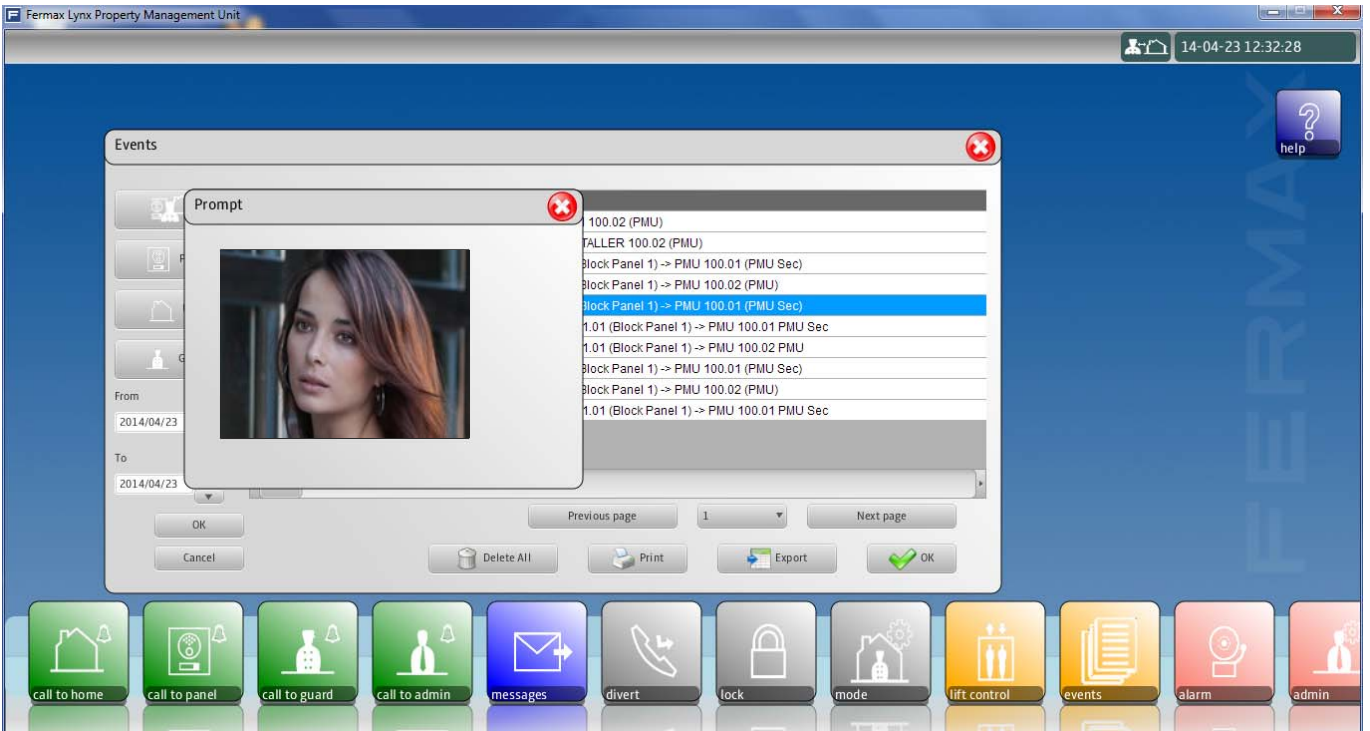 Fermax Lynx Property Management Unit
14-04-23 12:32:28
FERMAX
help
Events
Prompt
100.02 (PMU)
TALLER 100.02 (PMU)
Block Panel 1) -> PMU 100.01 (PMU Sec)
Block Panel 1) -> PMU 100.02 (PMU)
Block Panel 1) -> PMU 100.01 (PMU Sec)
1.01 (Block Panel 1) -> PMU 100.01 PMU Sec
1.01 (Block Panel 1) -> PMU 100.02 PMU
Block Panel 1) -> PMU 100.01 (PMU Sec)
Block Panel 1) -> PMU 100.02 (PMU)
1.01 (Block Panel 1) -> PMU 100.01 PMU Sec
From
2014/04/23
To
2014/04/23
OK
Cancel
Previous page 1 Next page
Delete All Print Export OK
call to home call to panel call to guard call to admin messages divert lock mode lift control events alarm admin